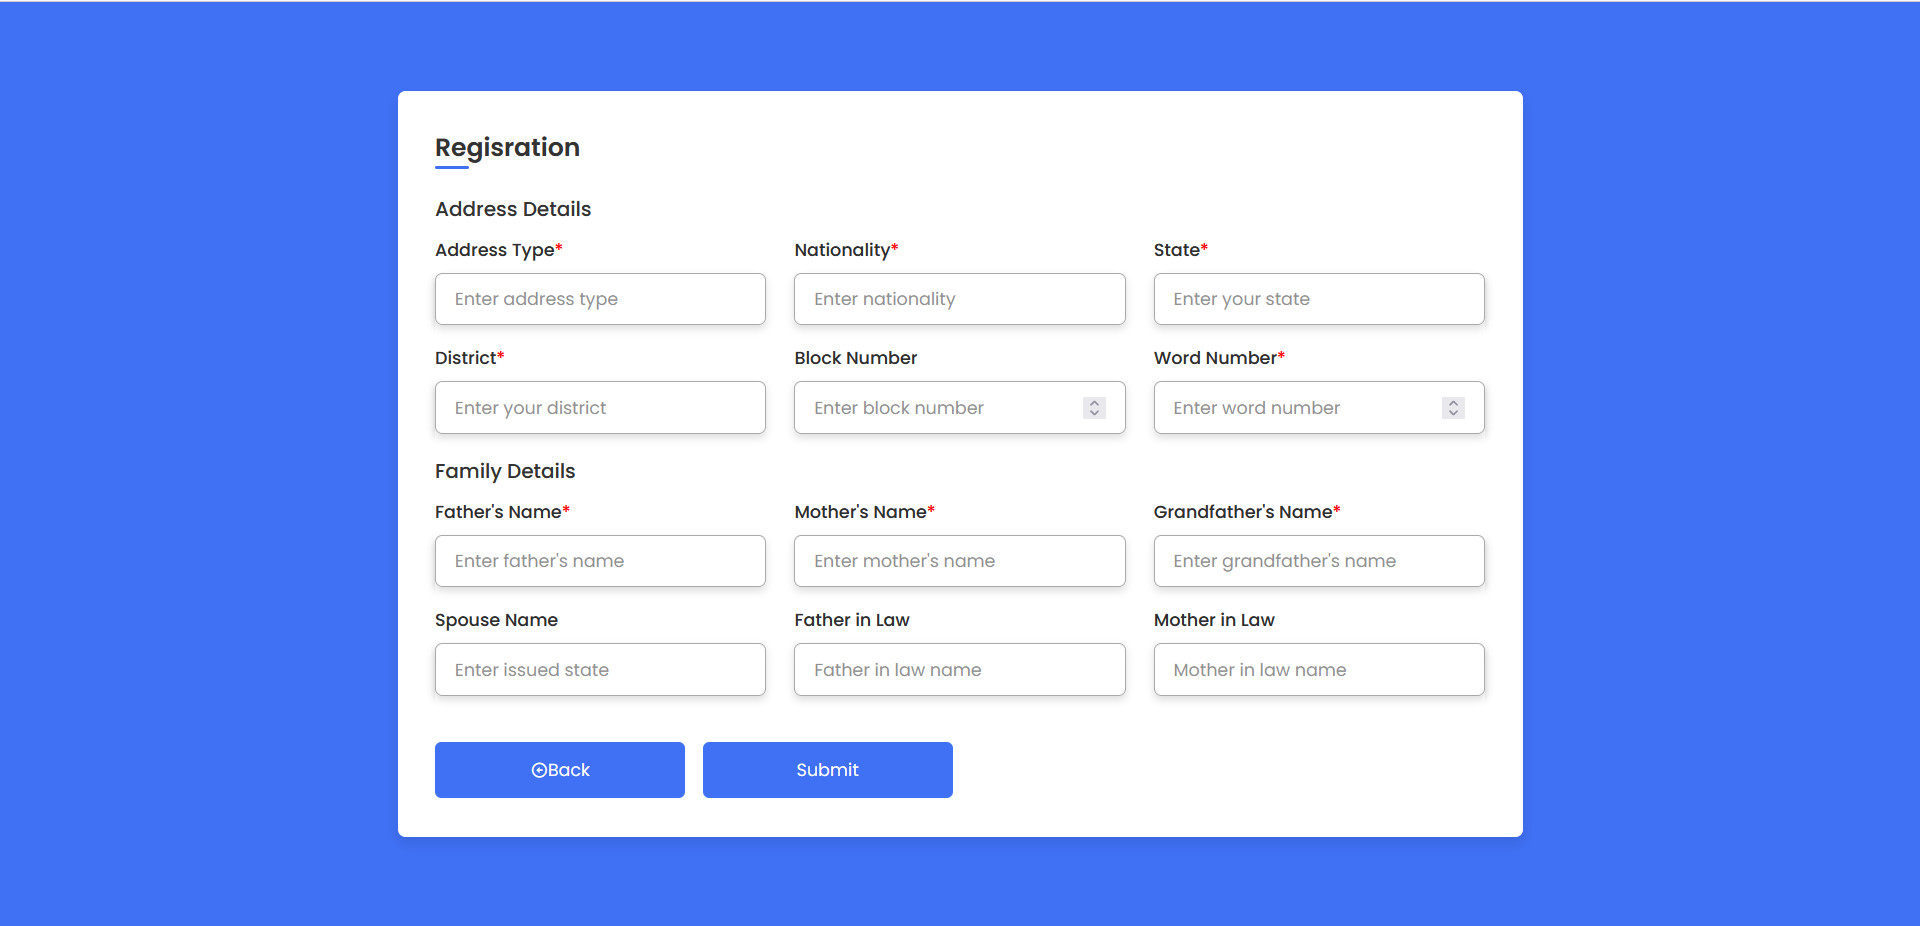 Regisration
Address Details
Address Type* Nationality* State*
Enter address type Enter nationality Enter your state
District* Block Number Word Number*
Enter your district Enter block number Enter word number
Family Details
Father's Name* Mother's Name* Grandfather's Name*
Enter father's name Enter mother's name Enter grandfather's name
Spouse Name Father in Law Mother in Law
Enter issued state Father in law name Mother in law name
Back Submit